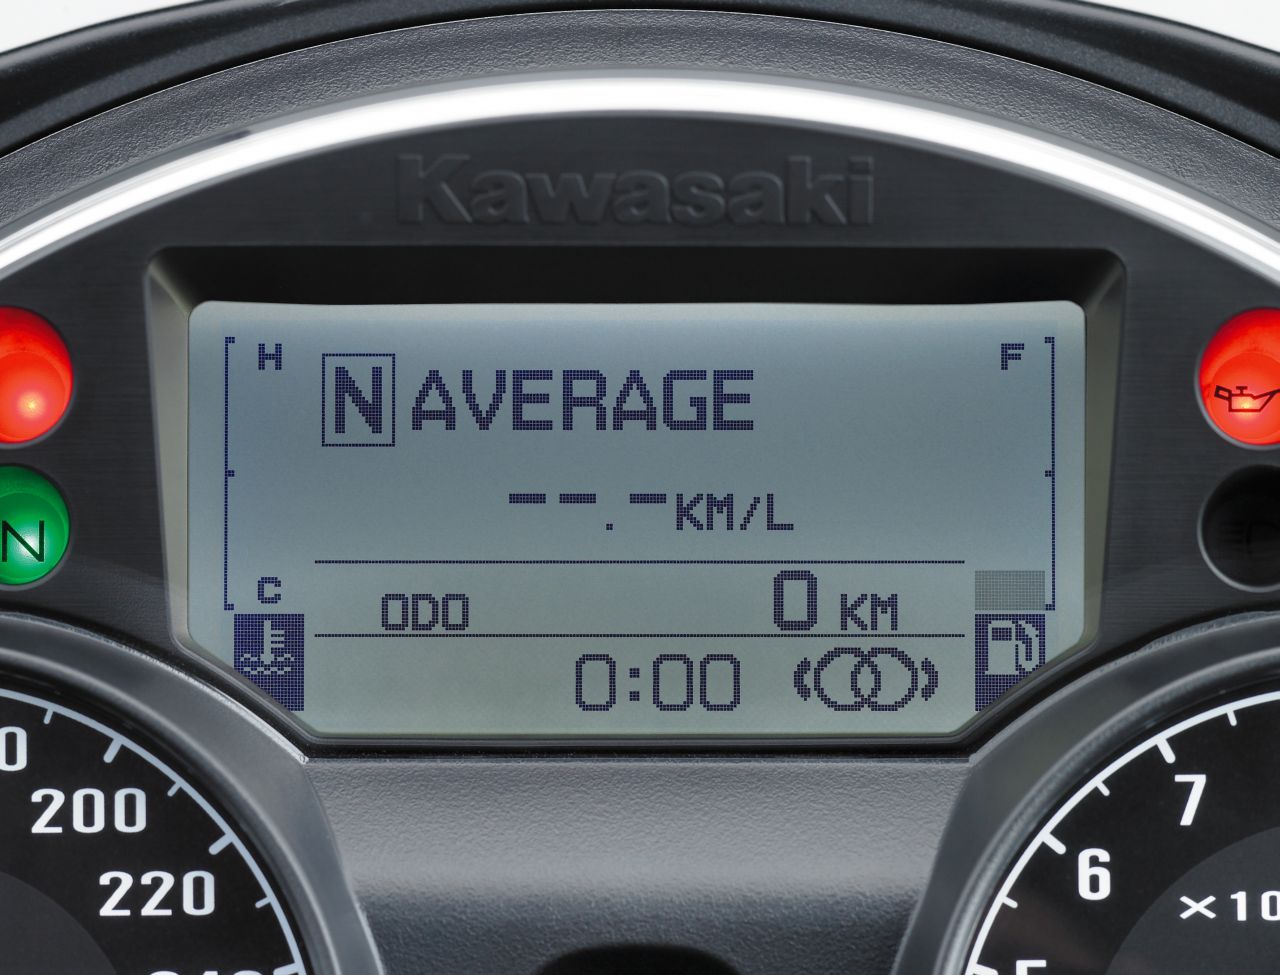 Kawasaki
H
F
N AVERAGE
--.-KM/L
C
ODO 0 KM
0:00
N
200
220
7
6
×10